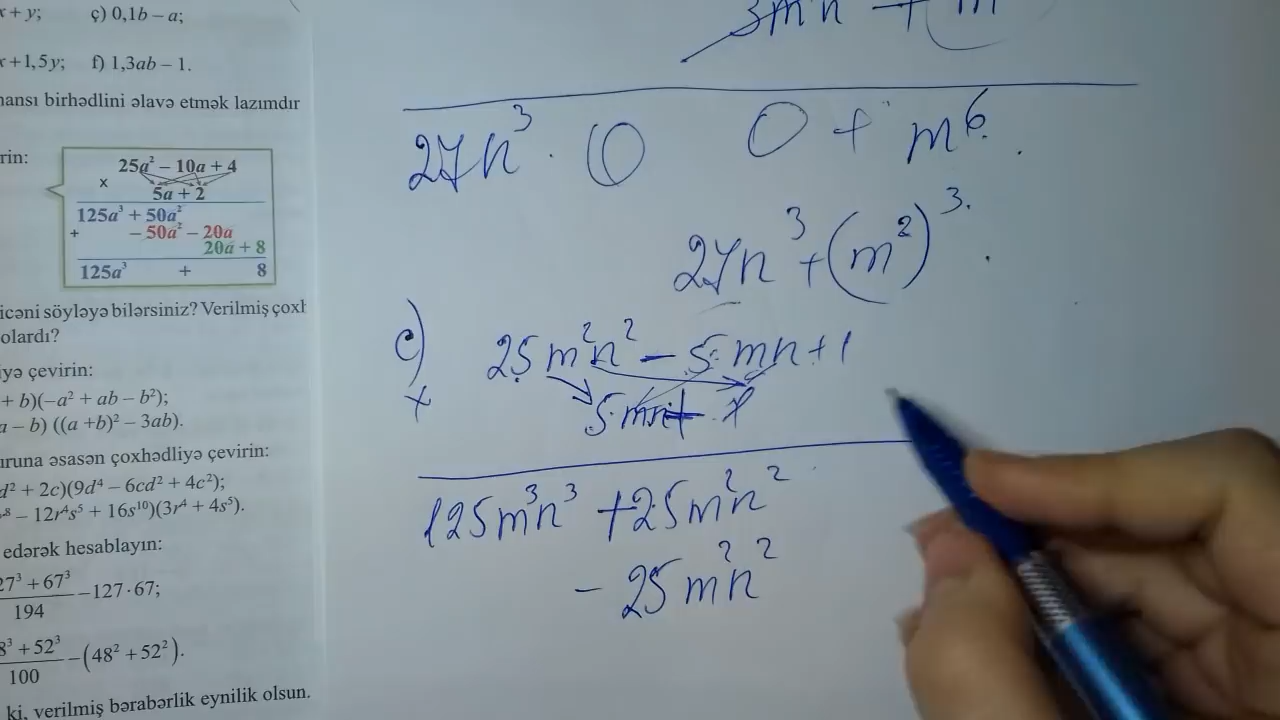 x + y; ç) 0,1b – a;
x + 1,5y; f) 1,3ab – 1.
hansı birhədlini əlavə etmək lazımdır
rin:
25a² – 10a + 4
x
5a + 2
125a³ + 50a²
+ – 50a² – 20a
20a + 8
125a³ + 8
icəni söyləyə bilərsiniz? Verilmiş çoxh
olardı?
iyə çevirin:
+ b)(–a² + ab – b²);
a – b) ((a +b)² – 3ab).
uruna əsasən çoxhədliyə çevirin:
d² + 2c)(9d⁴ – 6cd² + 4c²);
⁸ – 12r⁴s⁵ + 16s¹⁰)(3r⁴ + 4s⁵).
edərək hesablayın:
27³ + 67³
194
– 127 · 67;
8³ + 52³
100
– (48² + 52²).
ki, verilmiş bərabərlik eynilik olsun.
3mn + m
27n³ · 0 0 + m⁶.
27n³ + (m²)³.
e) 25m²n² – 5mn + 1
x 5mn + 1
125m³n³ + 25m²n²
– 25m²n²